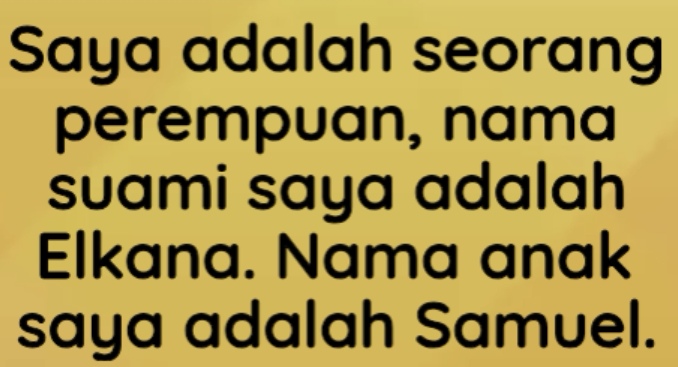 Saya adalah seorang
perempuan, nama
suami saya adalah
Elkana. Nama anak
saya adalah Samuel.